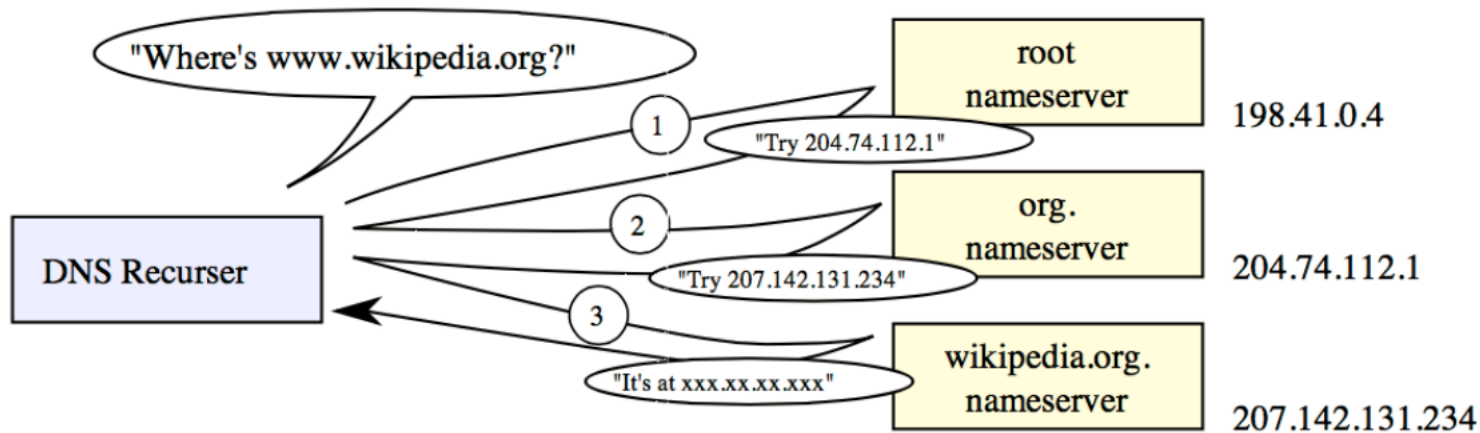 "Where's www.wikipedia.org?"
root
nameserver
198.41.0.4
1
"Try 204.74.112.1"
org.
nameserver
204.74.112.1
2
"Try 207.142.131.234"
DNS Recurser
3
wikipedia.org.
nameserver
207.142.131.234
"It's at xxx.xx.xx.xxx"